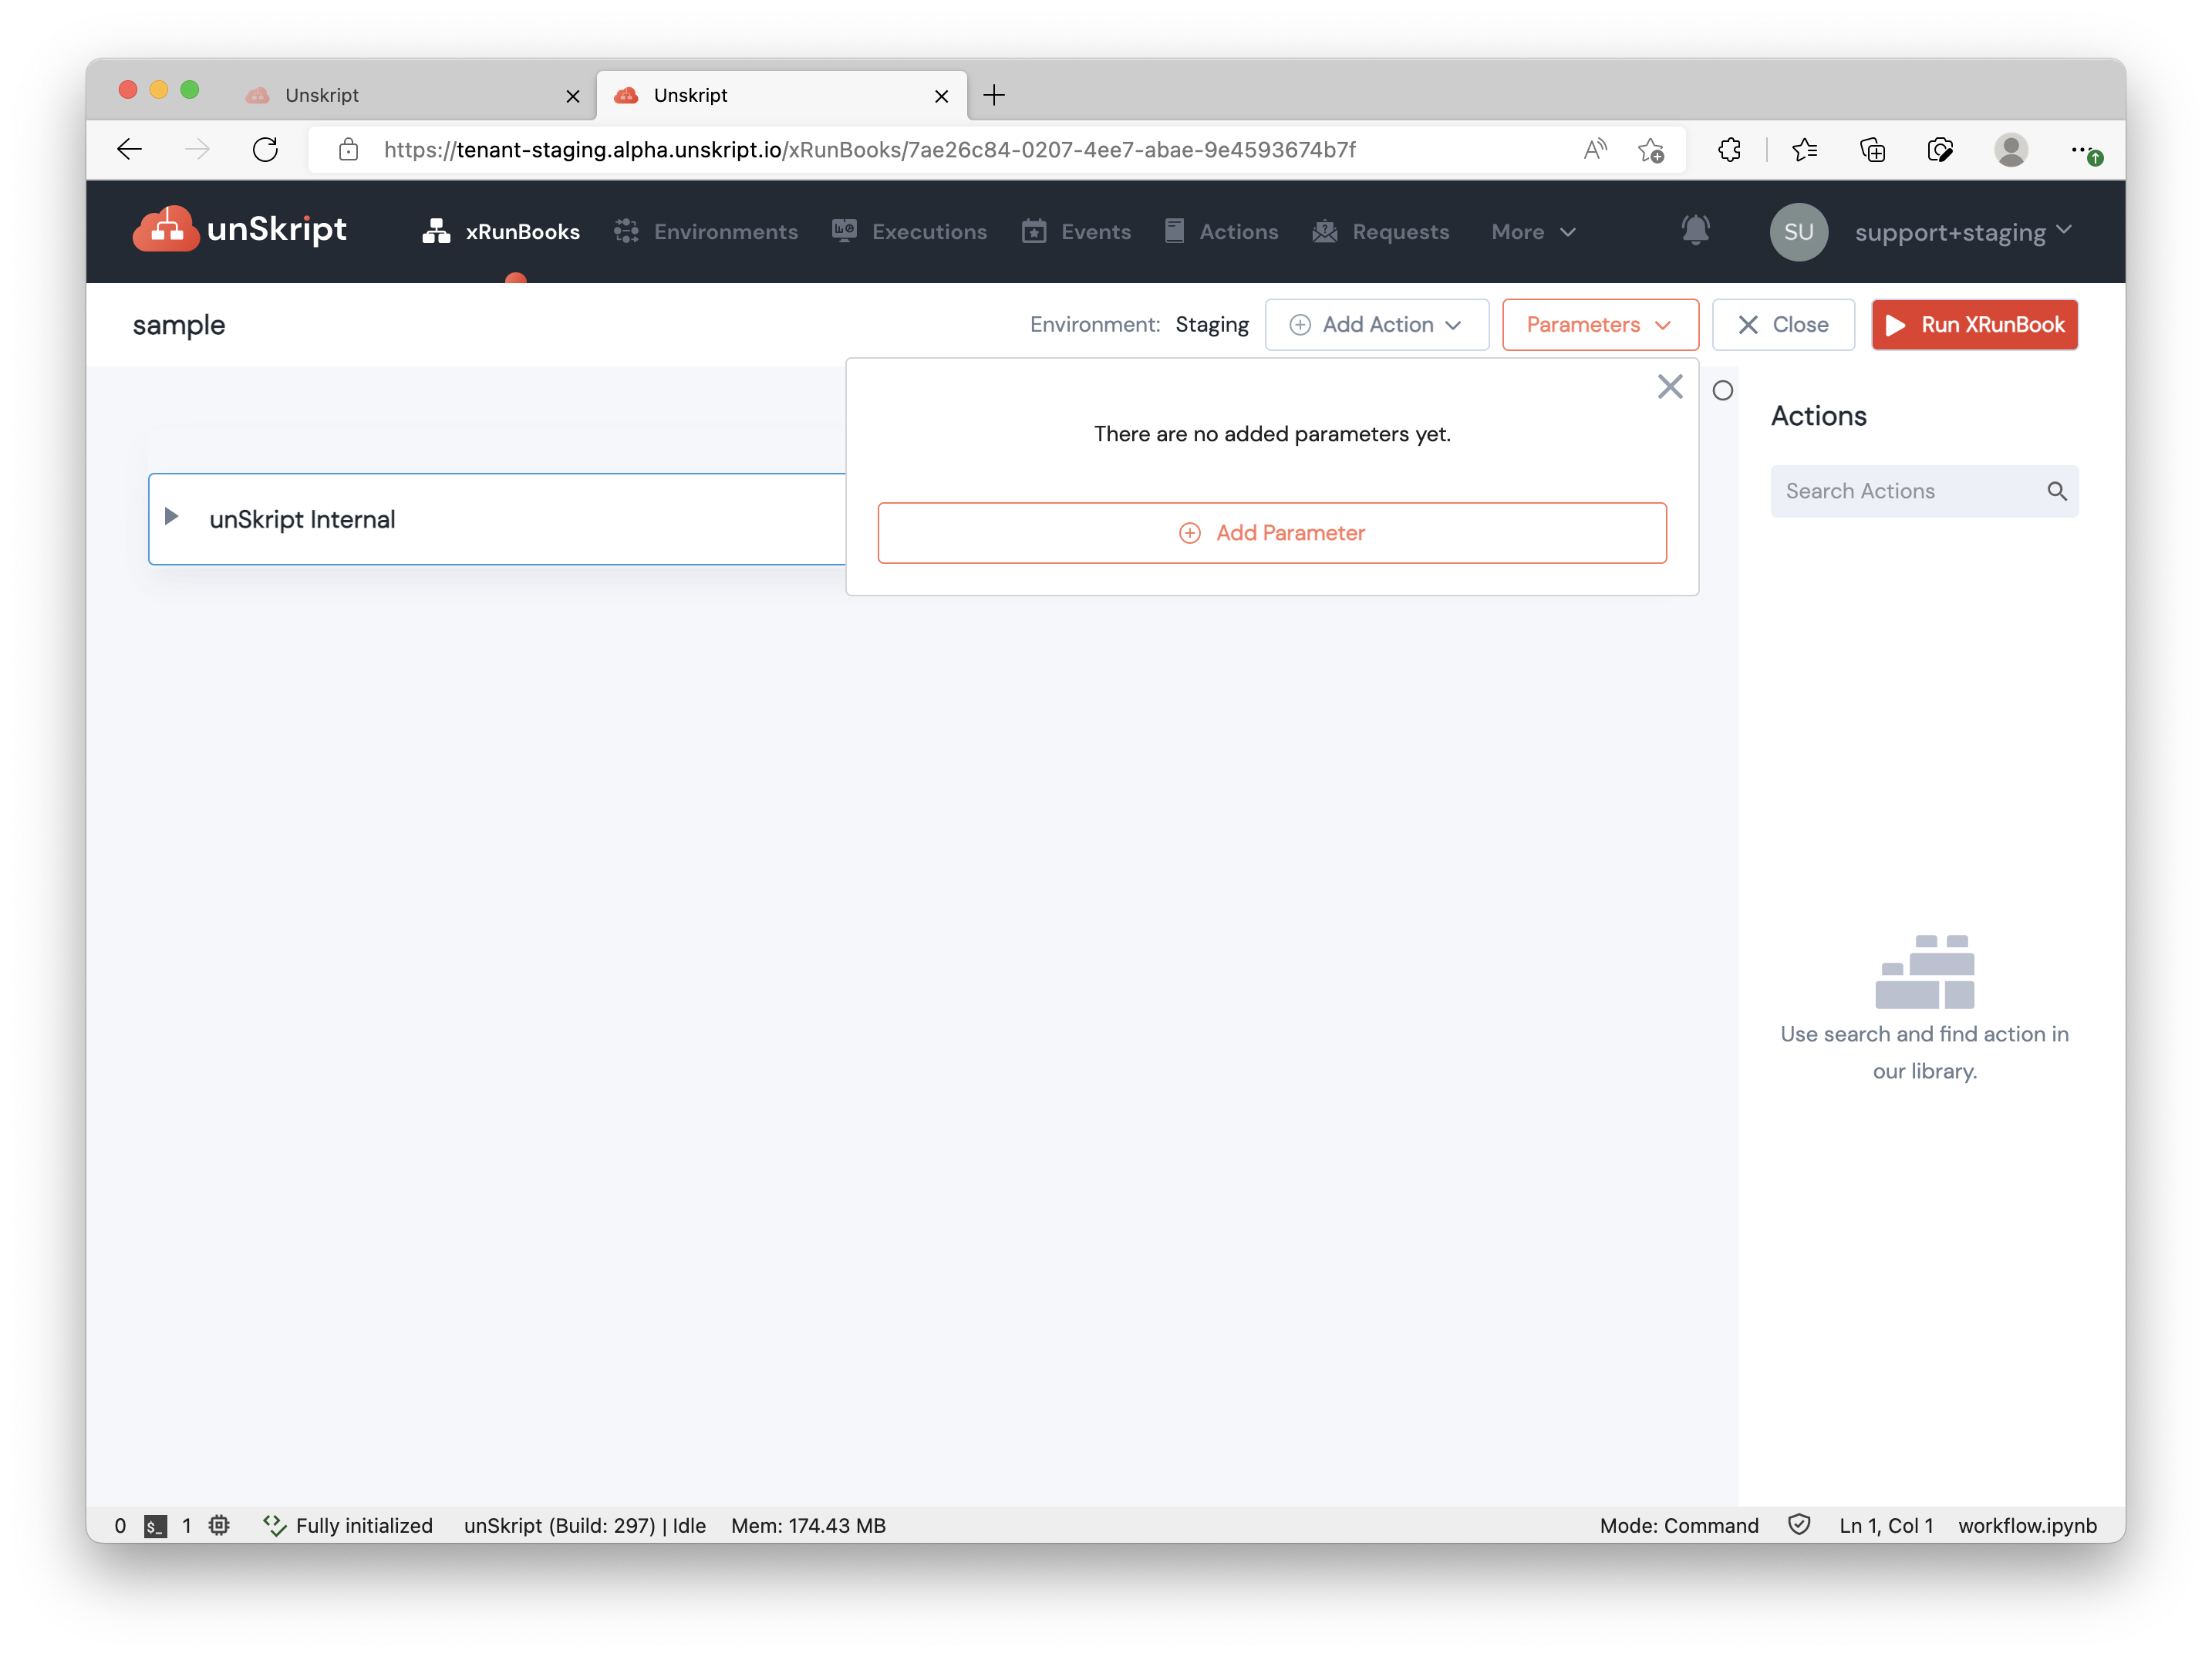 Unskript
Unskript
https://tenant-staging.alpha.unskript.io/xRunBooks/7ae26c84-0207-4ee7-abae-9e4593674b7f
unSkript
xRunBooks
Environments
Executions
Events
Actions
Requests
More
SU
support+staging
sample
Environment: Staging
Add Action
Parameters
Close
Run XRunBook
There are no added parameters yet.
Add Parameter
unSkript Internal
Actions
Search Actions
Use search and find action in
our library.
0 $_ 1 Fully initialized unSkript (Build: 297) | Idle Mem: 174.43 MB
Mode: Command Ln 1, Col 1 workflow.ipynb